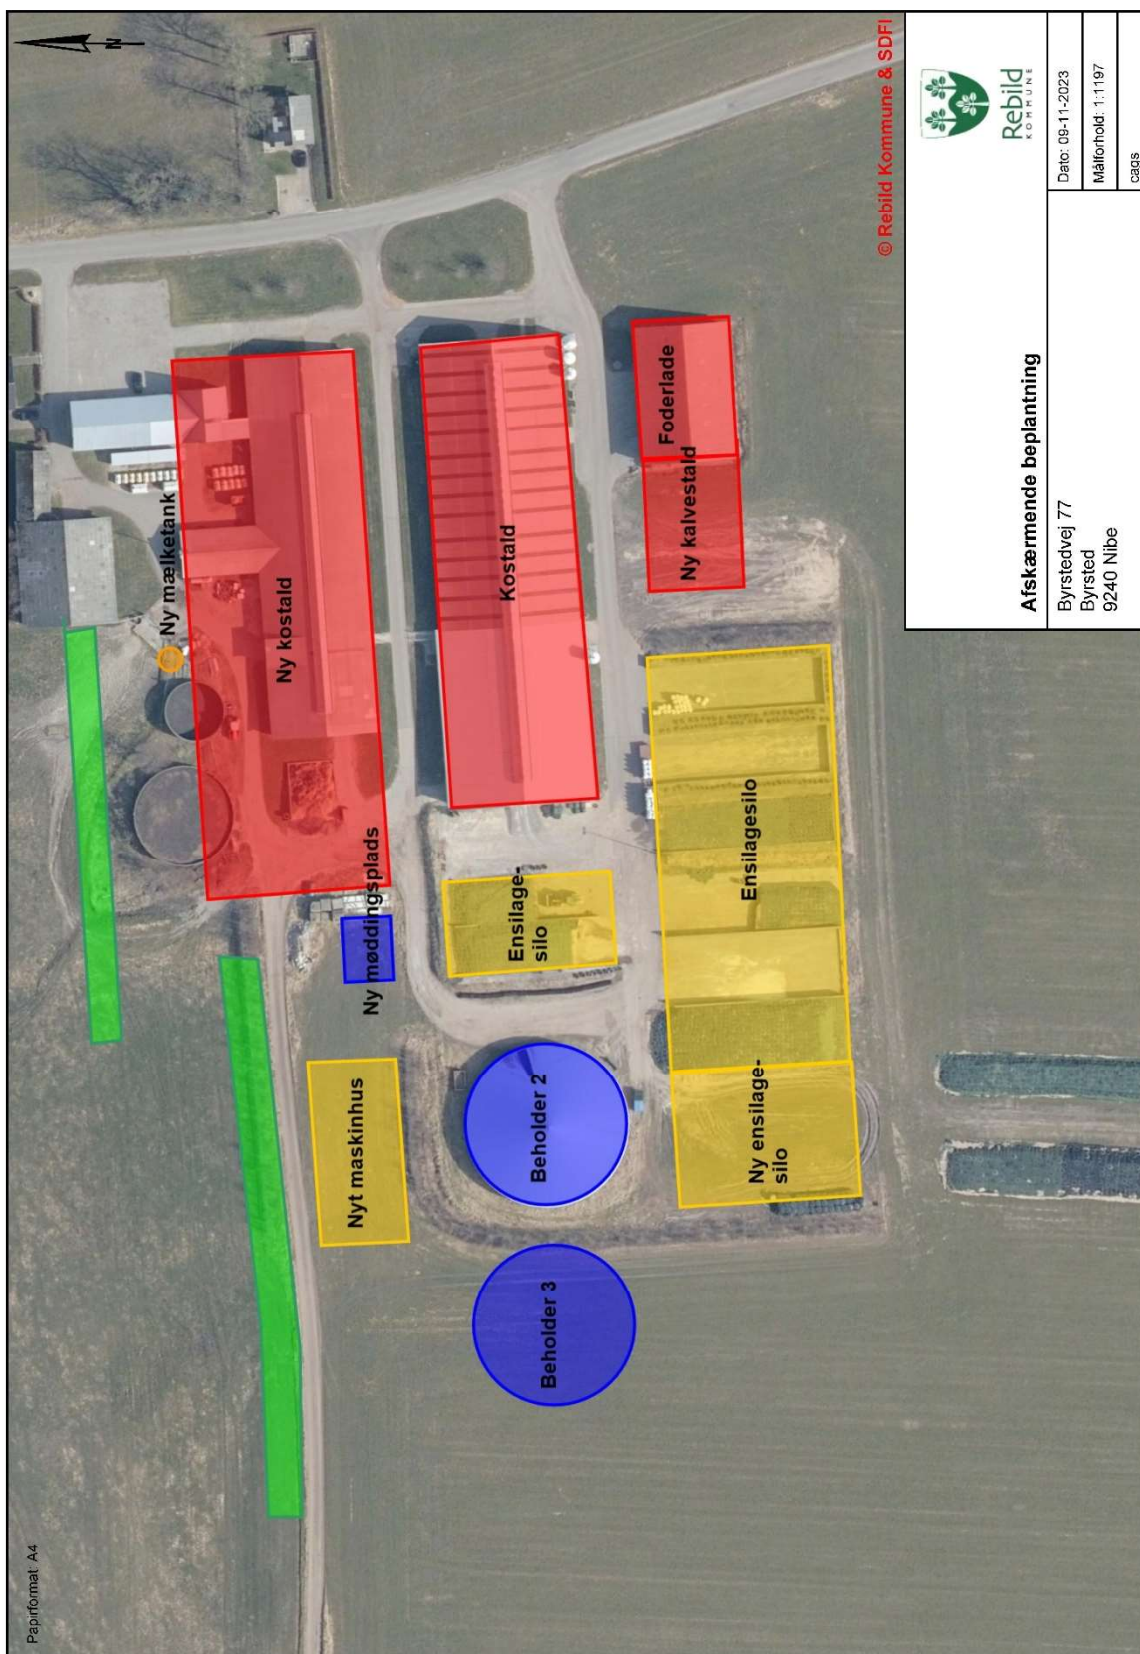 Papirformat: A4
N
Ny mælketank
Ny kostald
Ny møddingsplads
Nyt maskinhus
Kostald
Ensilage-
silo
Beholder 2
Beholder 3
Foderlade
Ny kalvestald
Ensilagesilo
Ny ensilage-
silo
© Rebild Kommune & SDFI
Rebild
KOMMUNE
Afskærmende beplantning
Byrstedvej 77
Byrsted
9240 Nibe
Dato: 09-11-2023
Målforhold: 1:1197
cags